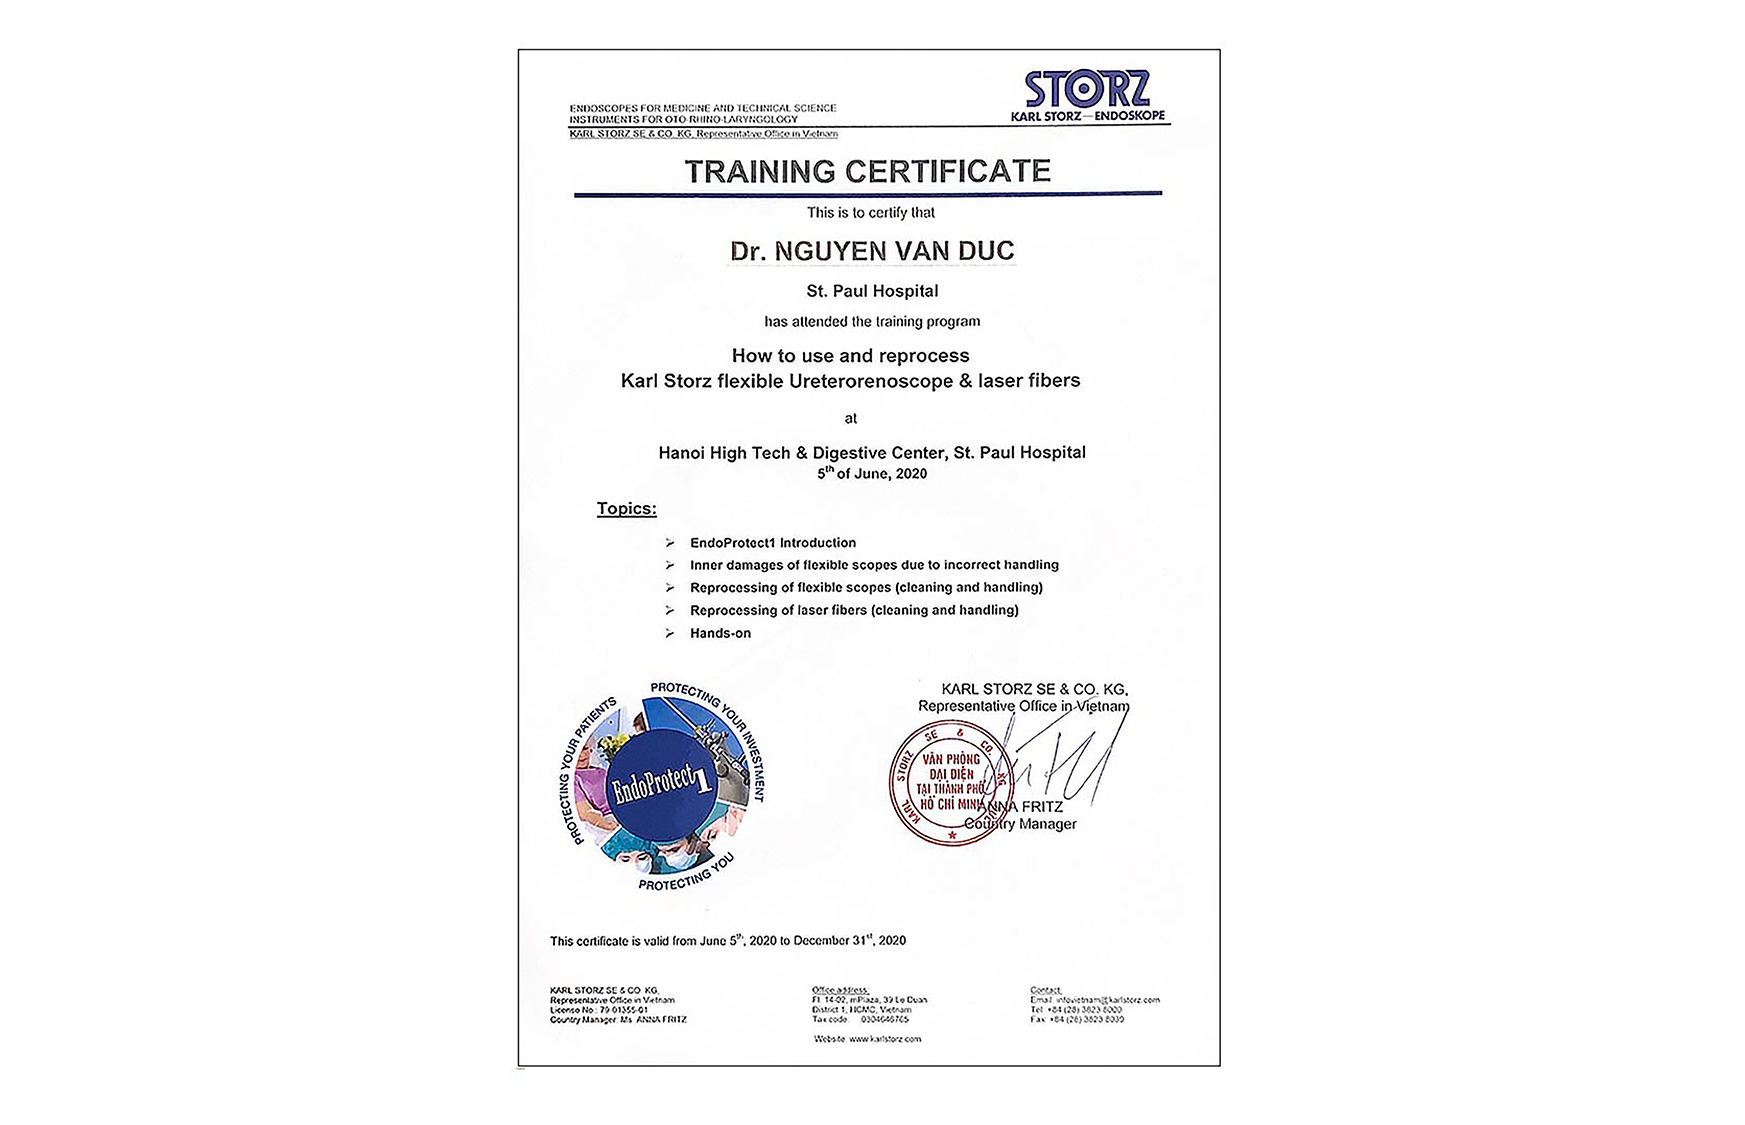 STORZ
KARL STORZ—ENDOSKOPE
ENDOSCOPES FOR MEDICINE AND TECHNICAL SCIENCE
INSTRUMENTS FOR OTO-RHINO-LARYNGOLOGY
KARL STORZ SE & CO. KG, Representative Office in Vietnam
TRAINING CERTIFICATE
This is to certify that
Dr. NGUYEN VAN DUC
St. Paul Hospital
has attended the training program
How to use and reprocess
Karl Storz flexible Ureterorenoscope & laser fibers
at
Hanoi High Tech & Digestive Center, St. Paul Hospital
5th of June, 2020
Topics:
➢ EndoProtect1 Introduction
➢ Inner damages of flexible scopes due to incorrect handling
➢ Reprocessing of flexible scopes (cleaning and handling)
➢ Reprocessing of laser fibers (cleaning and handling)
➢ Hands-on
PROTECTING YOUR PATIENTS
PROTECTING YOUR INVESTMENT
EndoProtect1
PROTECTING YOU
KARL STORZ SE & CO. KG,
Representative Office in Vietnam
KARL STORZ SE & CO. KG
VĂN PHÒNG
ĐẠI DIỆN
TẠI THÀNH PHỐ
HỒ CHÍ MINH
ANNA FRITZ
Country Manager
This certificate is valid from June 5th, 2020 to December 31st, 2020
KARL STORZ SE & CO. KG,
Representative Office in Vietnam
License No.: 79-01355-01
Country Manager: Ms. ANNA FRITZ
Office address:
Fl. 14-02, mPlaza, 39 Le Duan
District 1, HCMC, Vietnam
Tax code: 0304646765
Website: www.karlstorz.com
Contact:
Email: infovietnam@karlstorz.com
Tel: +84 (28) 3823 8000
Fax: +84 (28) 3823 8039